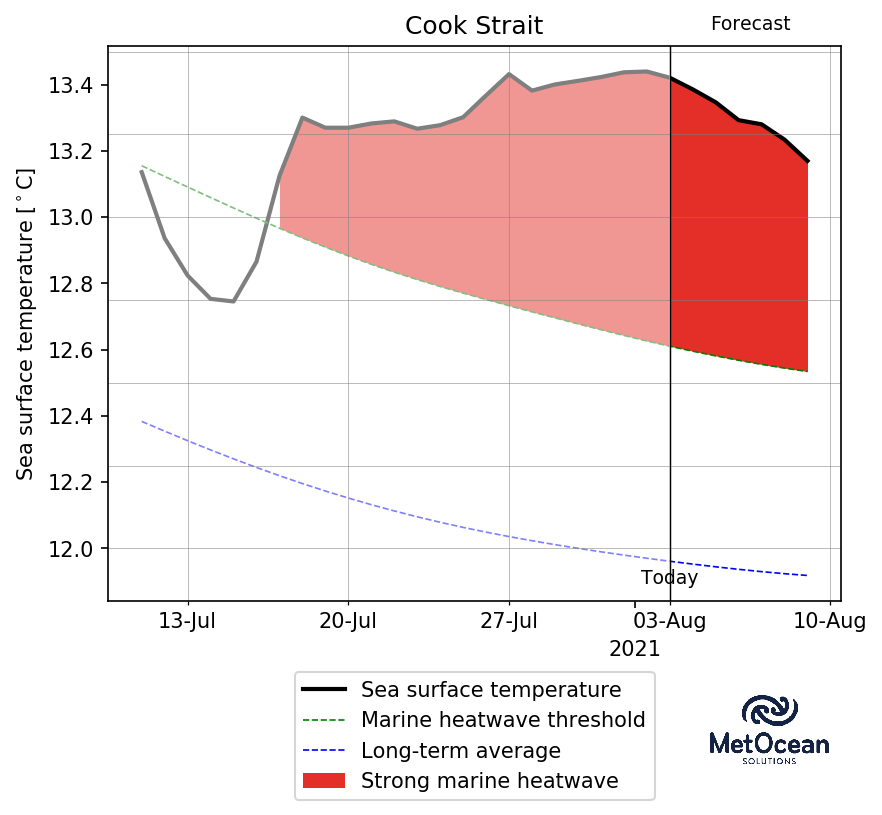 Cook Strait
Forecast
Sea surface temperature [°C]
13.4
13.2
13.0
12.8
12.6
12.4
12.2
12.0
Today
13-Jul
20-Jul
27-Jul
03-Aug
10-Aug
2021
Sea surface temperature
Marine heatwave threshold
Long-term average
Strong marine heatwave
MetOcean
SOLUTIONS